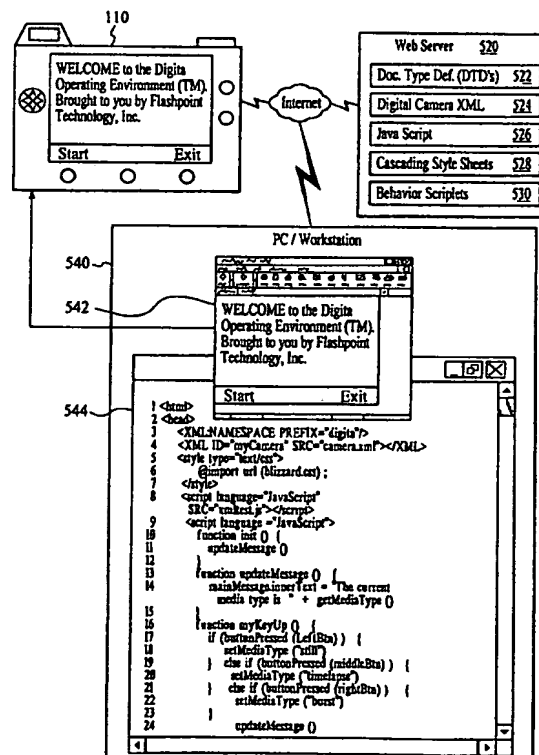 110
WELCOME to the Digita
Operating Environment (TM).
Brought to you by Flashpoint
Technology, Inc.
Start Exit
Internet
Web Server 520
Doc. Type Def. (DTD's) 522
Digital Camera XML 524
Java Script 526
Cascading Style Sheets 528
Behavior Scriplets 530
PC / Workstation
540
542
WELCOME to the Digita
Operating Environment (TM).
Brought to you by Flashpoint
Technology, Inc.
Start Exit
544
1 <html>
2 <head>
3 <XML:NAMESPACE PREFIX="digita"/>
4 <XML ID="myCamera" SRC="camera.xml"></XML>
5 <style type="text/css">
6 @import url (blizzard.css) ;
7 </style>
8 <script language="JavaScript"
SRC="xmltest.js"></script>
9 <script language ="JavaScript">
10 function init () {
11 updateMessage ()
12 }
13 function updateMessage () {
14 mainMessage.innerText = "The current
media type is " + getMediaType ()
15 }
16 function myKeyUp () {
17 if (buttonPressed (LeftBtn) ) {
18 setMediaType ("still")
19 } else if (buttonPressed (middleBtn) ) {
20 setMediaType ("timelapse")
21 } else if (buttonPressed (rightBtn) ) {
22 setMediaType ("burst")
23 }
24 updateMessage ()